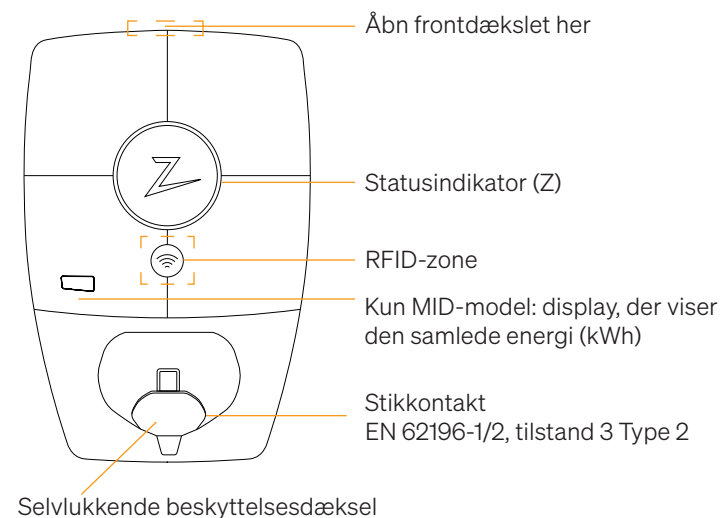 Åbn frontdækslet her
Statusindikator (Z)
RFID-zone
Kun MID-model: display, der viser
den samlede energi (kWh)
Stikkontakt
EN 62196-1/2, tilstand 3 Type 2
Selvlukkende beskyttelsesdæksel